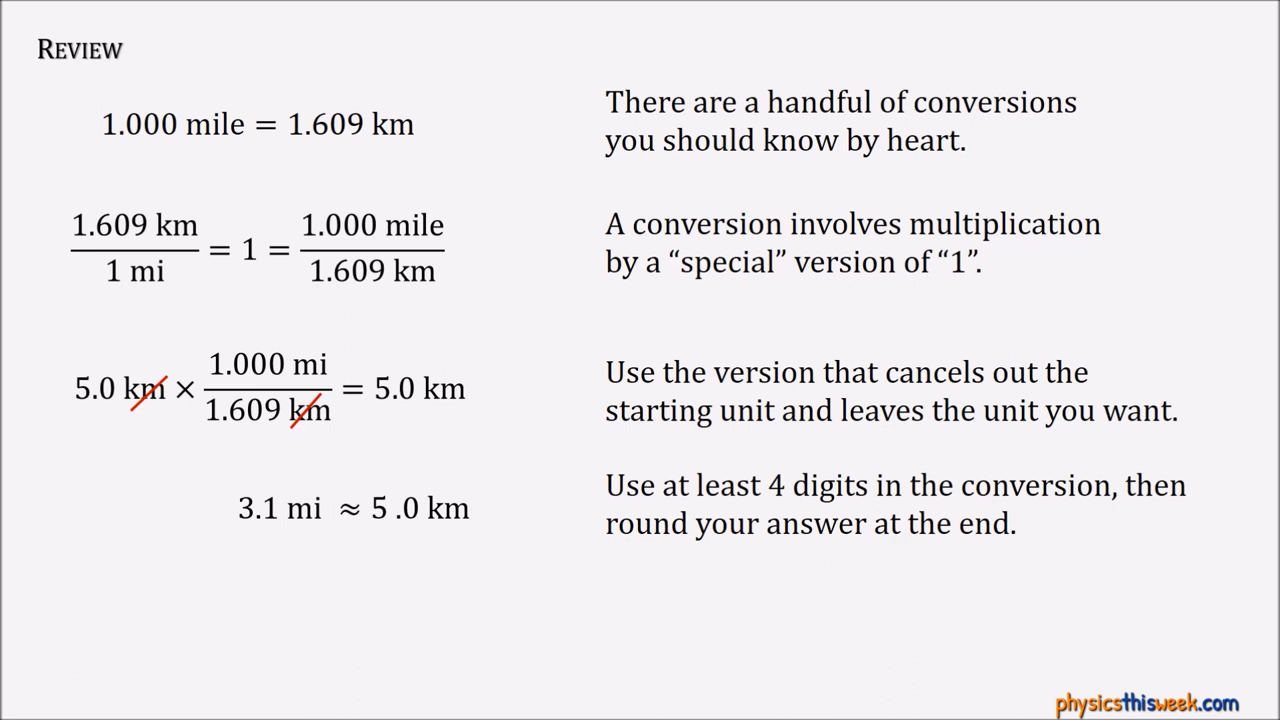 REVIEW
1.000 mile = 1.609 km
There are a handful of conversions
you should know by heart.
1.609 km / 1 mi = 1 = 1.000 mile / 1.609 km
A conversion involves multiplication
by a “special” version of “1”.
5.0 km × 1.000 mi / 1.609 km = 5.0 km
Use the version that cancels out the
starting unit and leaves the unit you want.
3.1 mi ≈ 5 .0 km
Use at least 4 digits in the conversion, then
round your answer at the end.
physicsthisweek.com